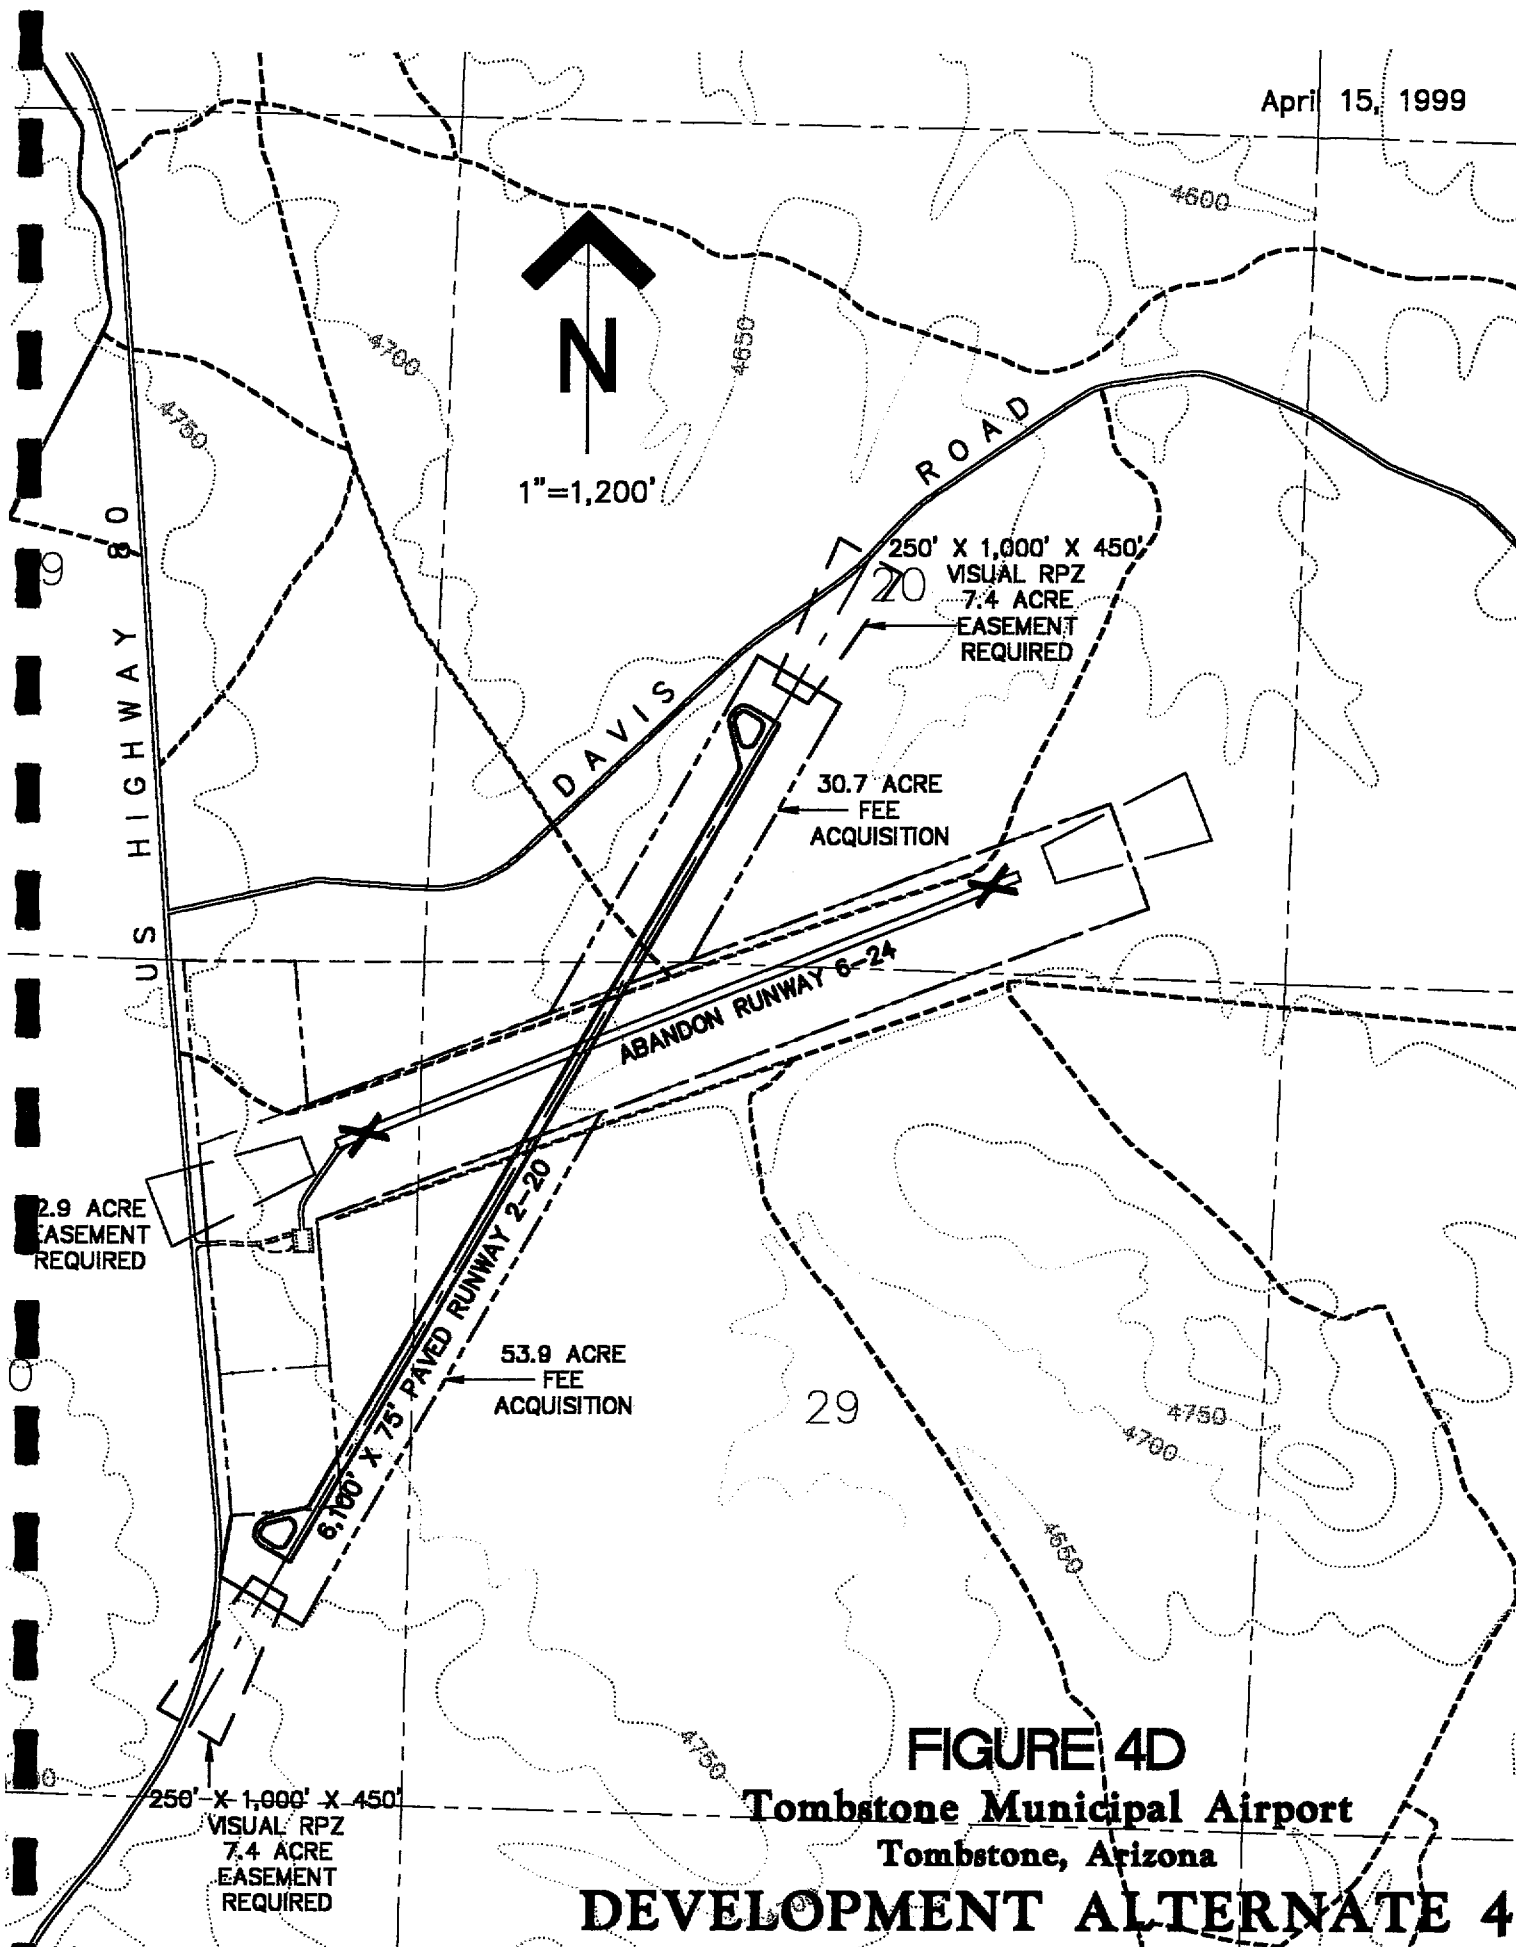 April 15, 1999
4600
4700
4650
N
4750
ROAD
1"=1,200'
250' X 1,000' X 450'
VISUAL RPZ
7.4 ACRE
EASEMENT
REQUIRED
20
9
US HIGHWAY 80
DAVIS
30.7 ACRE
FEE
ACQUISITION
ABANDON RUNWAY 6-24
2.9 ACRE
EASEMENT
REQUIRED
6,100' X 75' PAVED RUNWAY 2-20
53.9 ACRE
FEE
ACQUISITION
29
0
4750
4700
4650
4750
250' X 1,000' X 450'
VISUAL RPZ
7.4 ACRE
EASEMENT
REQUIRED
FIGURE 4D
Tombstone Municipal Airport
Tombstone, Arizona
DEVELOPMENT ALTERNATE 4